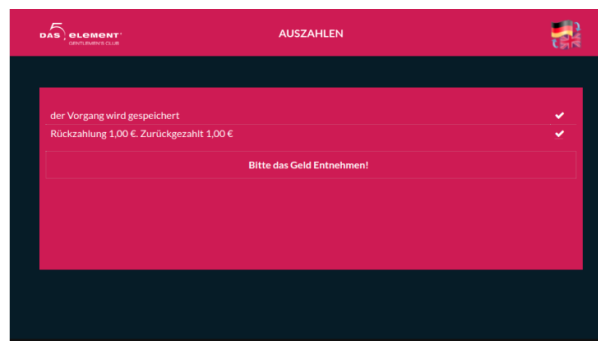 DAS 5. ELEMENT
GENTLEMEN'S CLUB
AUSZAHLEN
der Vorgang wird gespeichert
Rückzahlung 1,00 €. Zurückgezahlt 1,00 €
Bitte das Geld Entnehmen!